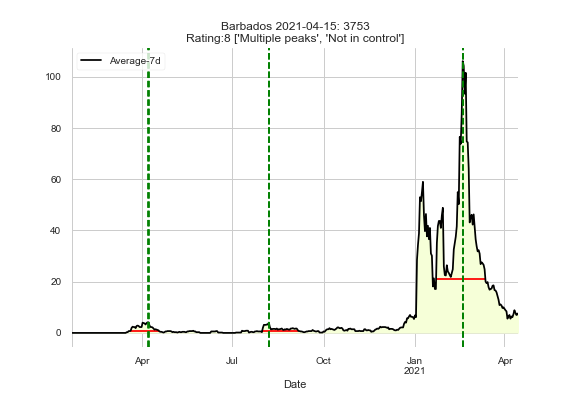 Barbados 2021-04-15: 3753
Rating:8 ['Multiple peaks', 'Not in control']
Average-7d
100
80
60
40
20
0
Apr
Jul
Oct
Jan
2021
Apr
Date